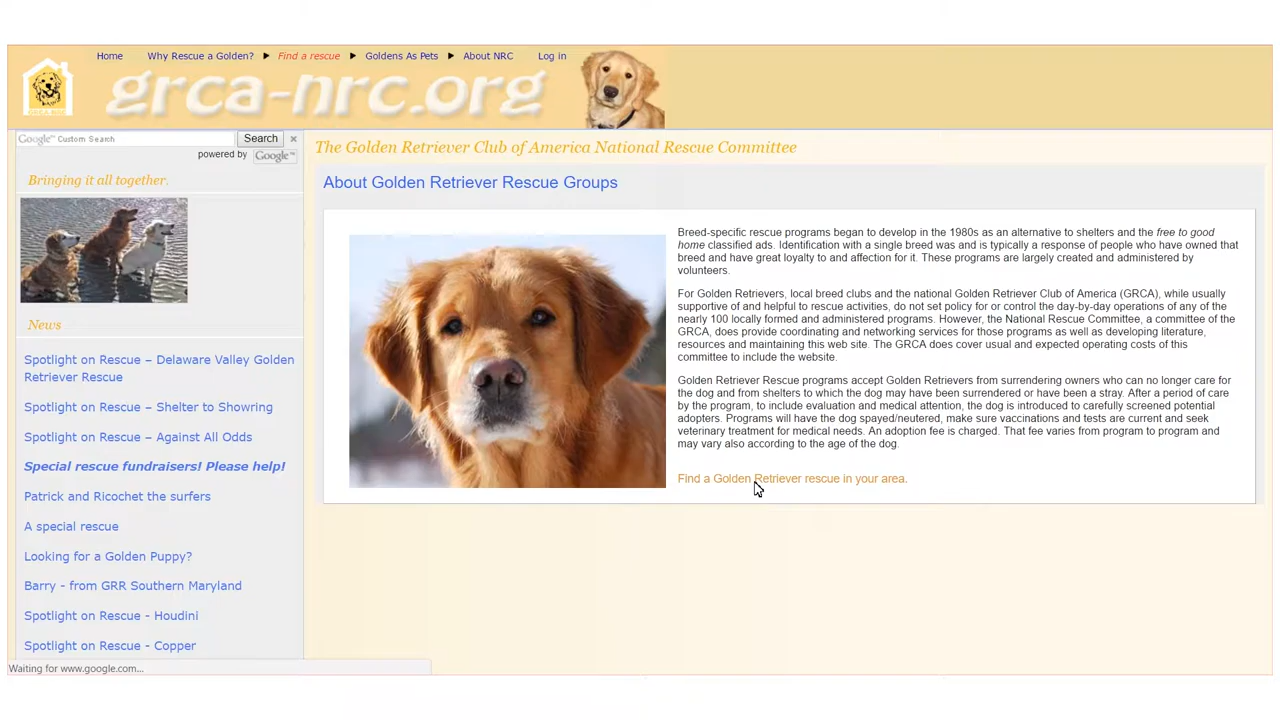 Home Why Rescue a Golden? Find a rescue Goldens As Pets About NRC Log in
grca-nrc.org
Google™ Custom Search Search ×
powered by Google™
Bringing it all together.
News
Spotlight on Rescue – Delaware Valley Golden
Retriever Rescue
Spotlight on Rescue – Shelter to Showring
Spotlight on Rescue – Against All Odds
Special rescue fundraisers! Please help!
Patrick and Ricochet the surfers
A special rescue
Looking for a Golden Puppy?
Barry - from GRR Southern Maryland
Spotlight on Rescue - Houdini
Spotlight on Rescue - Copper
Waiting for www.google.com...
The Golden Retriever Club of America National Rescue Committee
About Golden Retriever Rescue Groups
Breed-specific rescue programs began to develop in the 1980s as an alternative to shelters and the free to good
home classified ads. Identification with a single breed was and is typically a response of people who have owned that
breed and have great loyalty to and affection for it. These programs are largely created and administered by
volunteers.
For Golden Retrievers, local breed clubs and the national Golden Retriever Club of America (GRCA), while usually
supportive of and helpful to rescue activities, do not set policy for or control the day-by-day operations of any of the
nearly 100 locally formed and administered programs. However, the National Rescue Committee, a committee of the
GRCA, does provide coordinating and networking services for those programs as well as developing literature,
resources and maintaining this web site. The GRCA does cover usual and expected operating costs of this
committee to include the website.
Golden Retriever Rescue programs accept Golden Retrievers from surrendering owners who can no longer care for
the dog and from shelters to which the dog may have been surrendered or have been a stray. After a period of care
by the program, to include evaluation and medical attention, the dog is introduced to carefully screened potential
adopters. Programs will have the dog spayed/neutered, make sure vaccinations and tests are current and seek
veterinary treatment for medical needs. An adoption fee is charged. That fee varies from program to program and
may vary also according to the age of the dog.
Find a Golden Retriever rescue in your area.